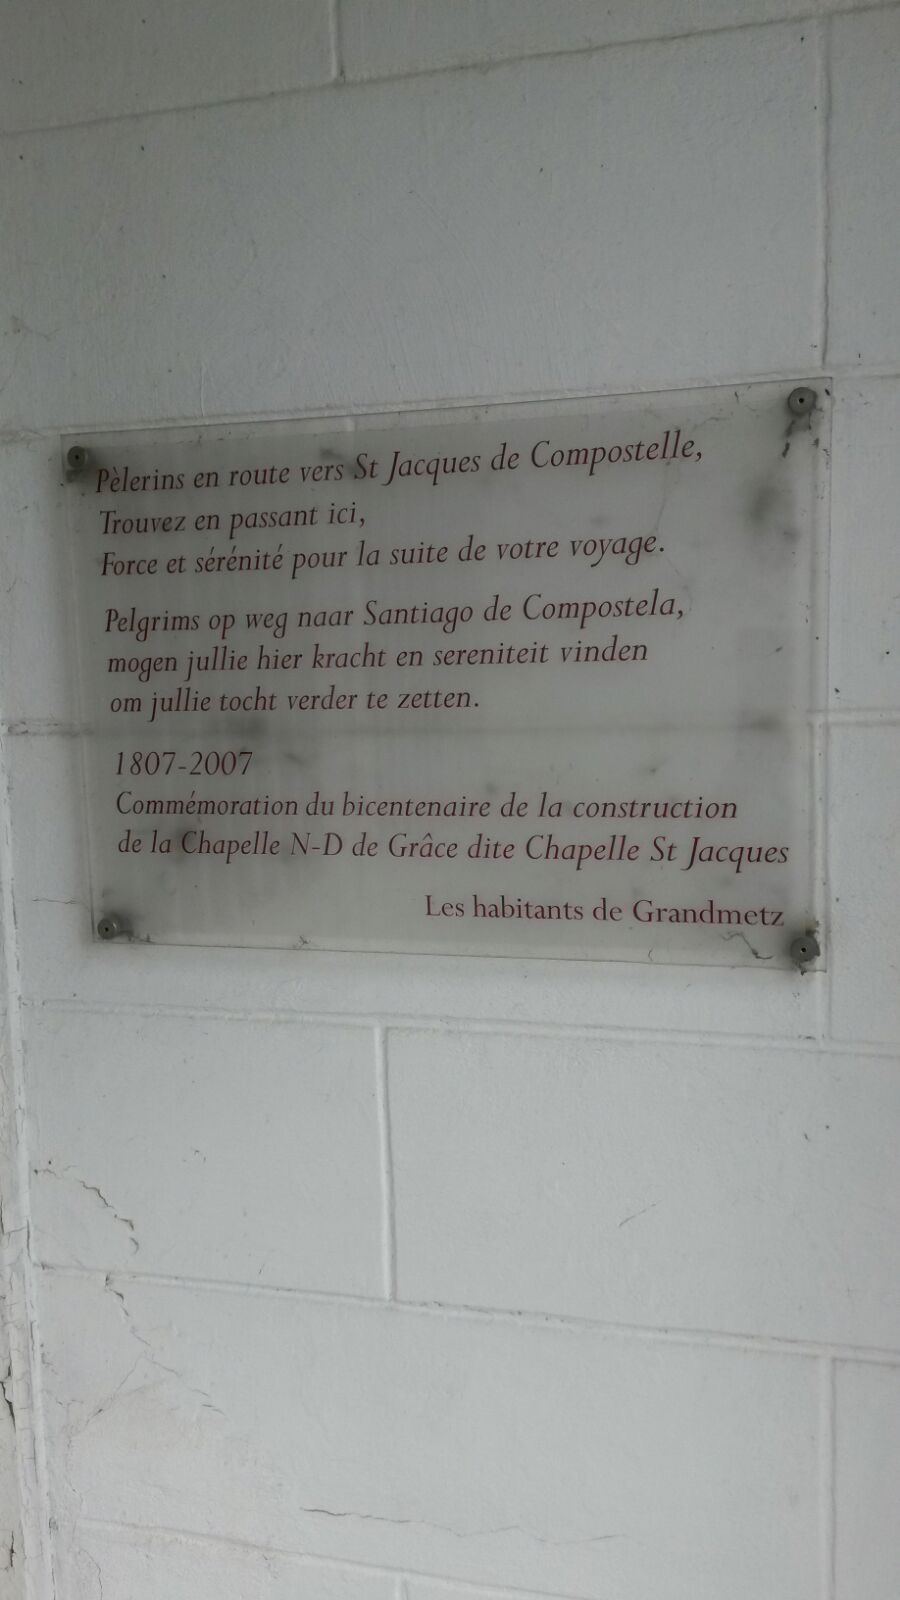 Pèlerins en route vers St Jacques de Compostelle,
Trouvez en passant ici,
Force et sérénité pour la suite de votre voyage.
Pelgrims op weg naar Santiago de Compostela,
mogen jullie hier kracht en sereniteit vinden
om jullie tocht verder te zetten.
1807-2007
Commémoration du bicentenaire de la construction
de la Chapelle N-D de Grâce dite Chapelle St Jacques
Les habitants de Grandmetz